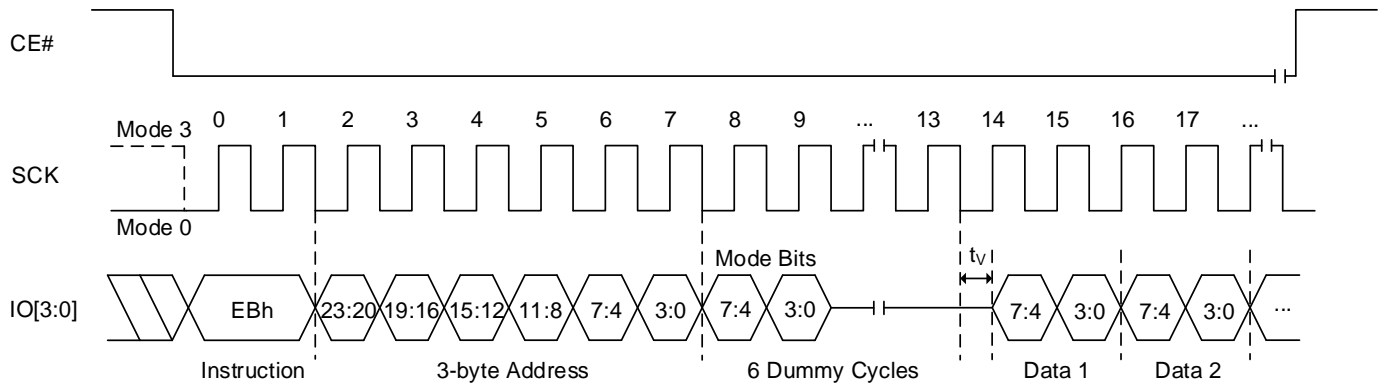 CE#
0 1 2 3 4 5 6 7 8 9 ... 13 14 15 16 17 ...
Mode 3
SCK
Mode 0
Mode Bits
tV
IO[3:0]
EBh 23:20 19:16 15:12 11:8 7:4 3:0 7:4 3:0 7:4 3:0 7:4 3:0 ...
Instruction 3-byte Address 6 Dummy Cycles Data 1 Data 2